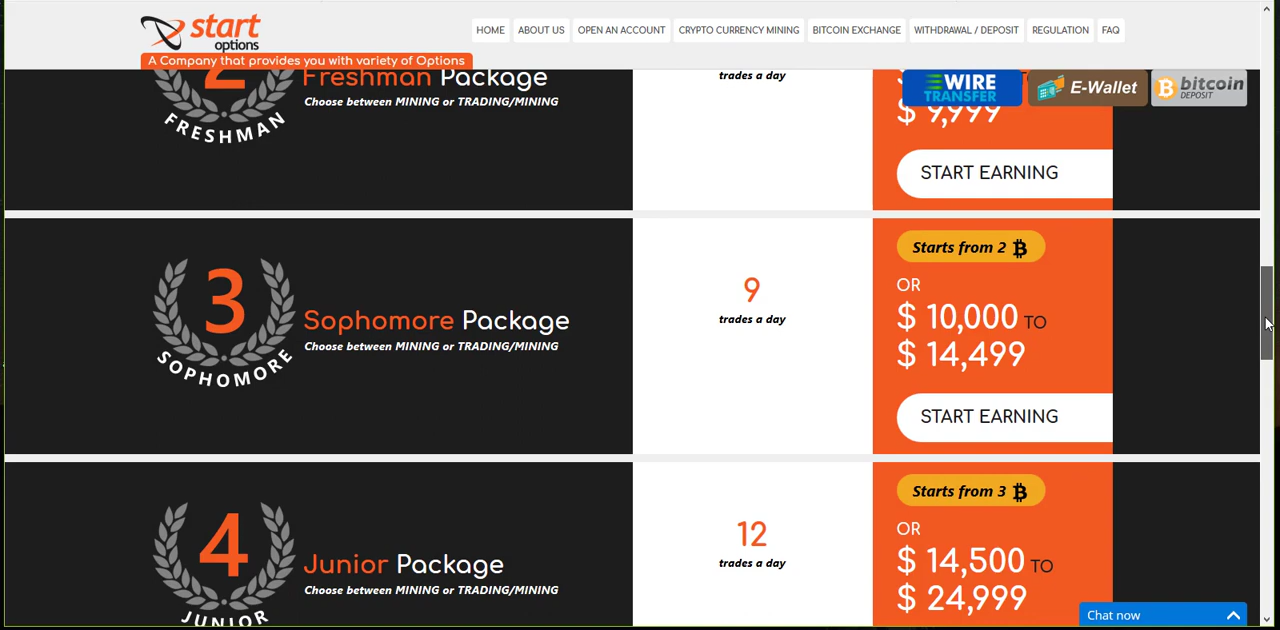 start
options
A Company that provides you with variety of Options
HOME
ABOUT US
OPEN AN ACCOUNT
CRYPTO CURRENCY MINING
BITCOIN EXCHANGE
WITHDRAWAL / DEPOSIT
REGULATION
FAQ
WIRE
TRANSFER
E-Wallet
bitcoin
DEPOSIT
2
FRESHMAN
Freshman Package
Choose between MINING or TRADING/MINING
trades a day
$ 9,999
START EARNING
3
SOPHOMORE
Sophomore Package
Choose between MINING or TRADING/MINING
9
trades a day
Starts from 2 ₿
OR
$ 10,000 TO
$ 14,499
START EARNING
4
JUNIOR
Junior Package
Choose between MINING or TRADING/MINING
12
trades a day
Starts from 3 ₿
OR
$ 14,500 TO
$ 24,999
Chat now